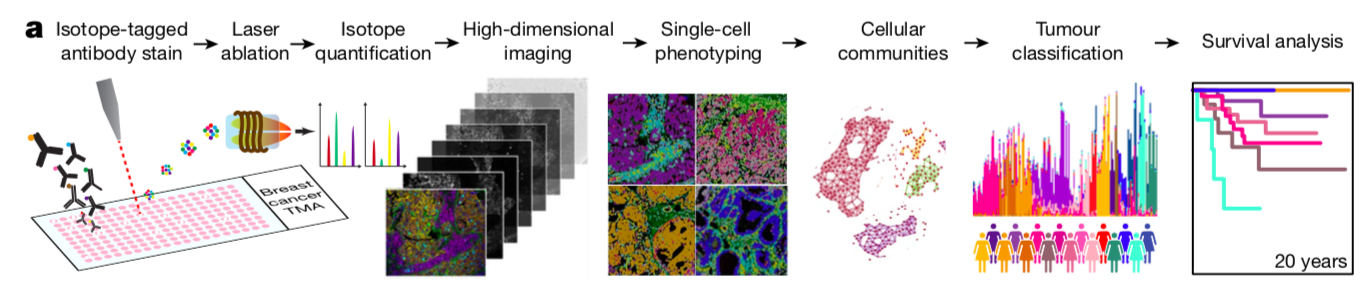 a
Isotope-tagged
antibody stain
Laser
ablation
Isotope
quantification
High-dimensional
imaging
Single-cell
phenotyping
Cellular
communities
Tumour
classification
Survival analysis
Breast
cancer
TMA
20 years